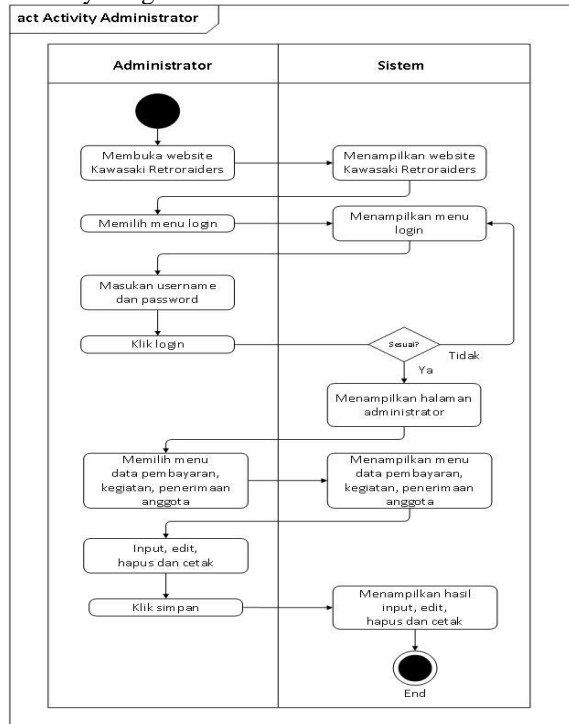 act Activity Administrator
Administrator
Sistem
Membuka website
Kawasaki Retroraiders
Menampilkan website
Kawasaki Retroraiders
Memilih menu login
Menampilkan menu
login
Masukan username
dan password
Klik login
Sesuai?
Tidak
Ya
Menampilkan halaman
administrator
Memilih menu
data pembayaran,
kegiatan, penerimaan
anggota
Menampilkan menu
data pembayaran,
kegiatan, penerimaan
anggota
Input, edit,
hapus dan cetak
Klik simpan
Menampilkan hasil
input, edit,
hapus dan cetak
End